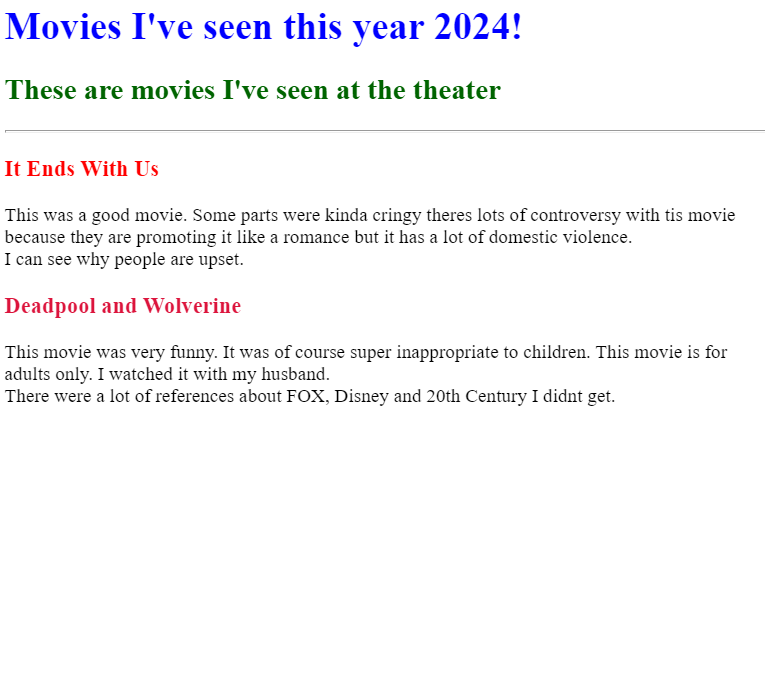 Movies I've seen this year 2024!
These are movies I've seen at the theater
It Ends With Us
This was a good movie. Some parts were kinda cringy theres lots of controversy with tis movie
because they are promoting it like a romance but it has a lot of domestic violence.
I can see why people are upset.
Deadpool and Wolverine
This movie was very funny. It was of course super inappropriate to children. This movie is for
adults only. I watched it with my husband.
There were a lot of references about FOX, Disney and 20th Century I didnt get.